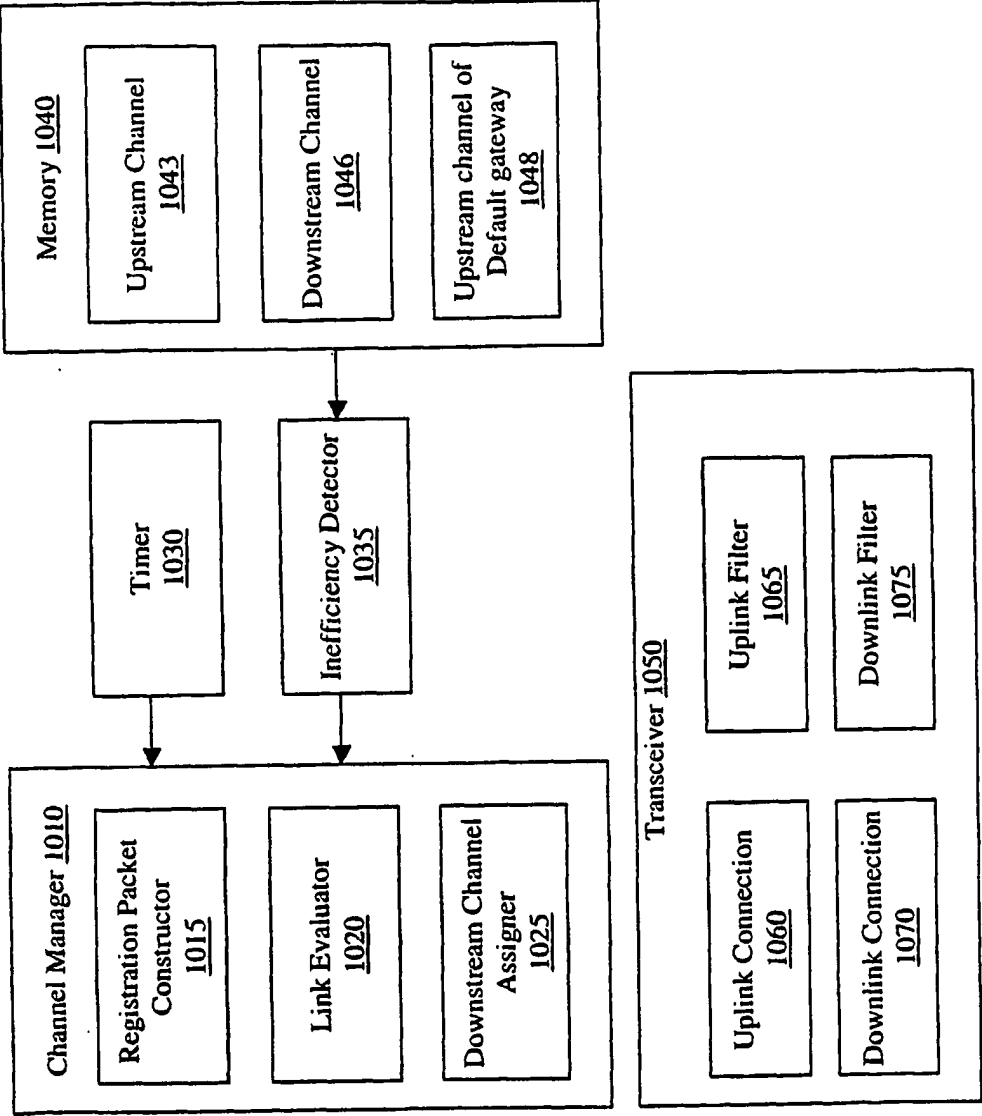 Channel Manager 1010
Registration Packet
Constructor
1015
Link Evaluator
1020
Downstream Channel
Assigner
1025
Timer
1030
Inefficiency Detector
1035
Memory 1040
Upstream Channel
1043
Downstream Channel
1046
Upstream channel of
Default gateway
1048
Transceiver 1050
Uplink Connection
1060
Uplink Filter
1065
Downlink Connection
1070
Downlink Filter
1075